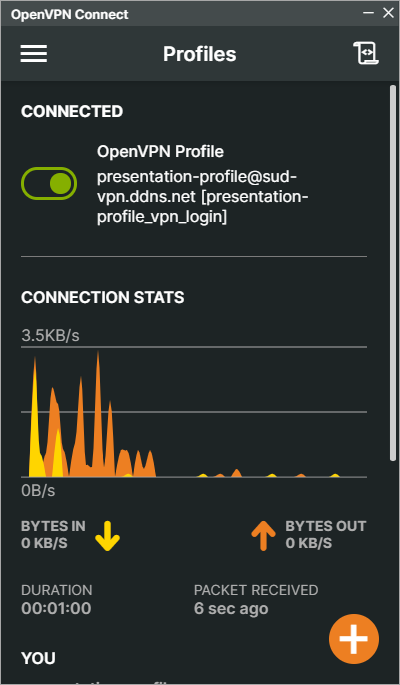 OpenVPN Connect
Profiles
CONNECTED
OpenVPN Profile
presentation-profile@sud-
vpn.ddns.net [presentation-
profile_vpn_login]
CONNECTION STATS
3.5KB/s
0B/s
BYTES IN
0 KB/S
BYTES OUT
0 KB/S
DURATION
00:01:00
PACKET RECEIVED
6 sec ago
YOU